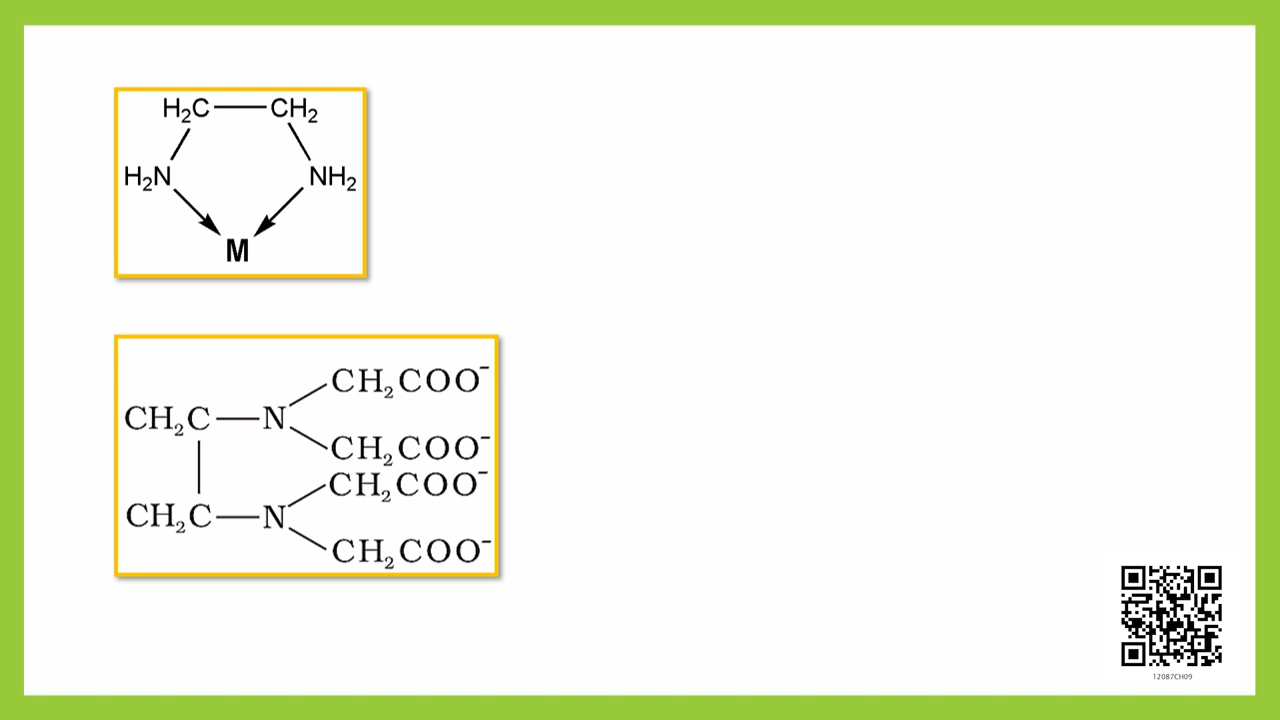 H₂C—CH₂
H₂N NH₂
M
CH₂COO⁻
CH₂C—N
CH₂COO⁻
CH₂COO⁻
CH₂C—N
CH₂COO⁻
12087CH09